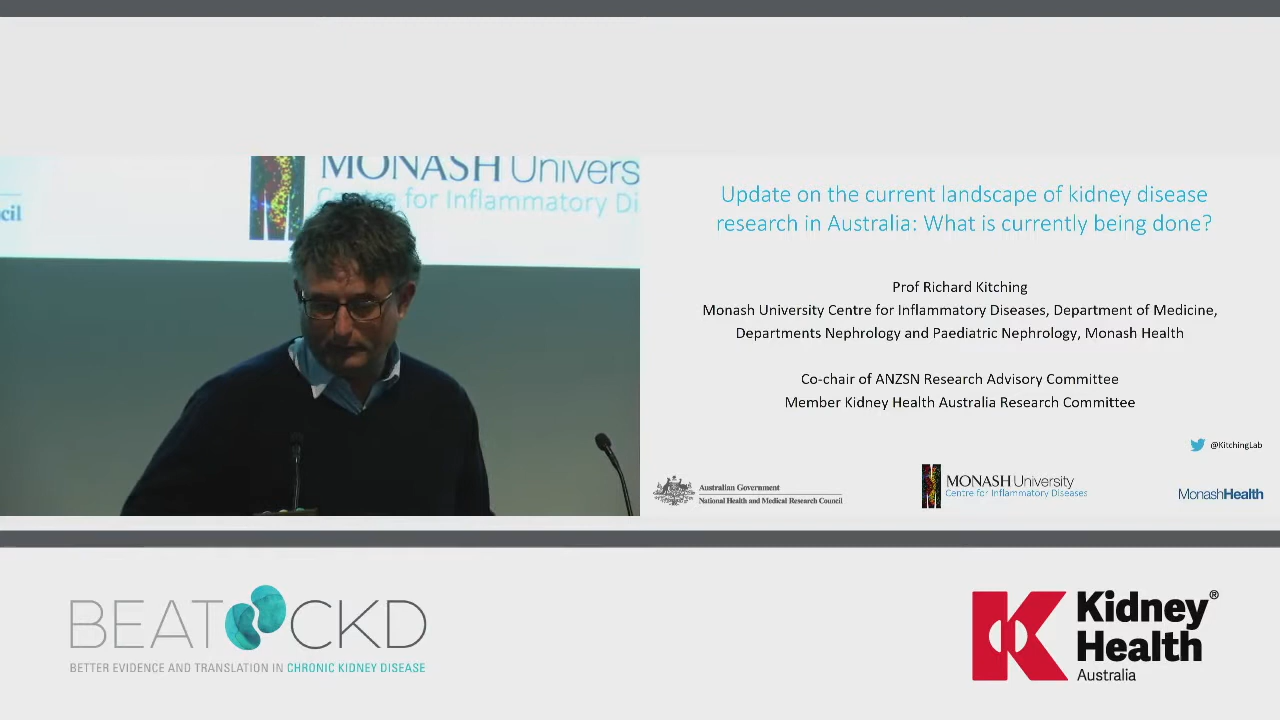 MONASH Univers
Centre for Inflammatory Di
cil
Update on the current landscape of kidney disease
research in Australia: What is currently being done?
Prof Richard Kitching
Monash University Centre for Inflammatory Diseases, Department of Medicine,
Departments Nephrology and Paediatric Nephrology, Monash Health
Co-chair of ANZSN Research Advisory Committee
Member Kidney Health Australia Research Committee
@KitchingLab
Australian Government
National Health and Medical Research Council
MONASH University
Centre for Inflammatory Diseases
MonashHealth
BEAT CKD
BETTER EVIDENCE AND TRANSLATION IN CHRONIC KIDNEY DISEASE
Kidney®
Health
Australia